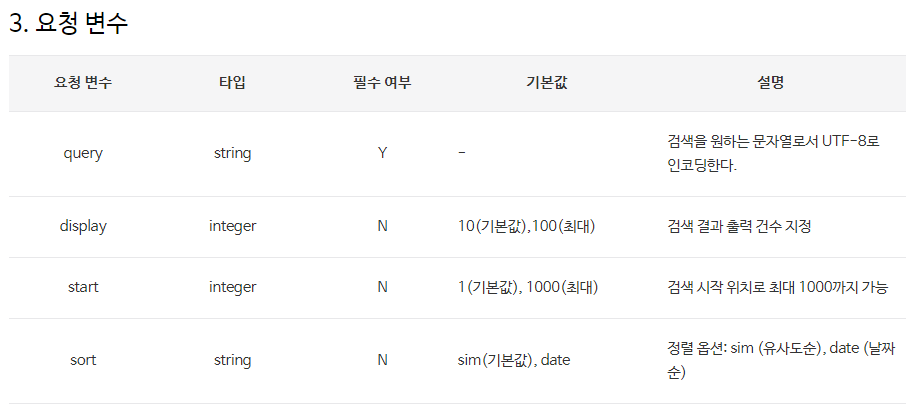 3. 요청 변수
요청 변수 타입 필수 여부 기본값 설명
query string Y - 검색을 원하는 문자열로서 UTF-8로
인코딩한다.
display integer N 10(기본값),100(최대) 검색 결과 출력 건수 지정
start integer N 1(기본값), 1000(최대) 검색 시작 위치로 최대 1000까지 가능
sort string N sim(기본값), date 정렬 옵션: sim (유사도순), date (날짜
순)